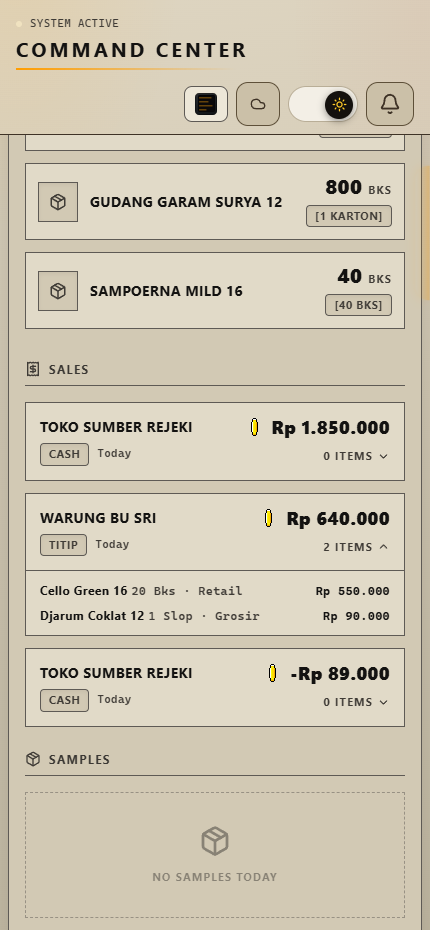 SYSTEM ACTIVE
COMMAND CENTER
GUDANG GARAM SURYA 12
800 BKS
[1 KARTON]
SAMPOERNA MILD 16
40 BKS
[40 BKS]
SALES
TOKO SUMBER REJEKI
Rp 1.850.000
CASH Today
0 ITEMS
WARUNG BU SRI
Rp 640.000
TITIP Today
2 ITEMS
Cello Green 16 20 Bks · Retail Rp 550.000
Djarum Coklat 12 1 Slop · Grosir Rp 90.000
TOKO SUMBER REJEKI
-Rp 89.000
CASH Today
0 ITEMS
SAMPLES
NO SAMPLES TODAY